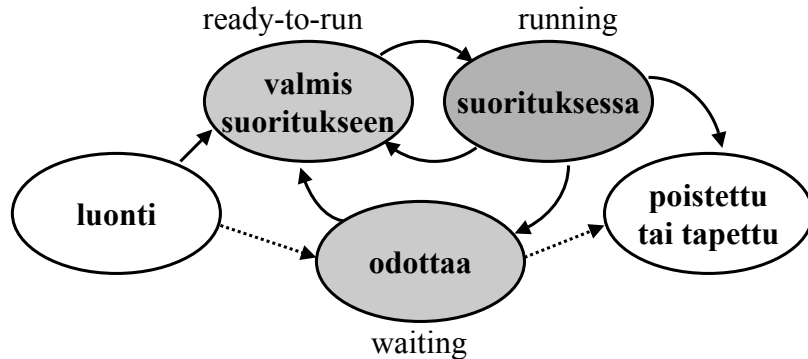 ready-to-run
running
valmis
suoritukseen
suorituksessa
luonti
poistettu
tai tapettu
odottaa
waiting